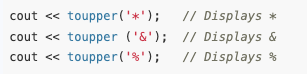 cout << toupper('*');   // Displays *
cout << toupper ('&');  // Displays &
cout << toupper('%');   // Displays %